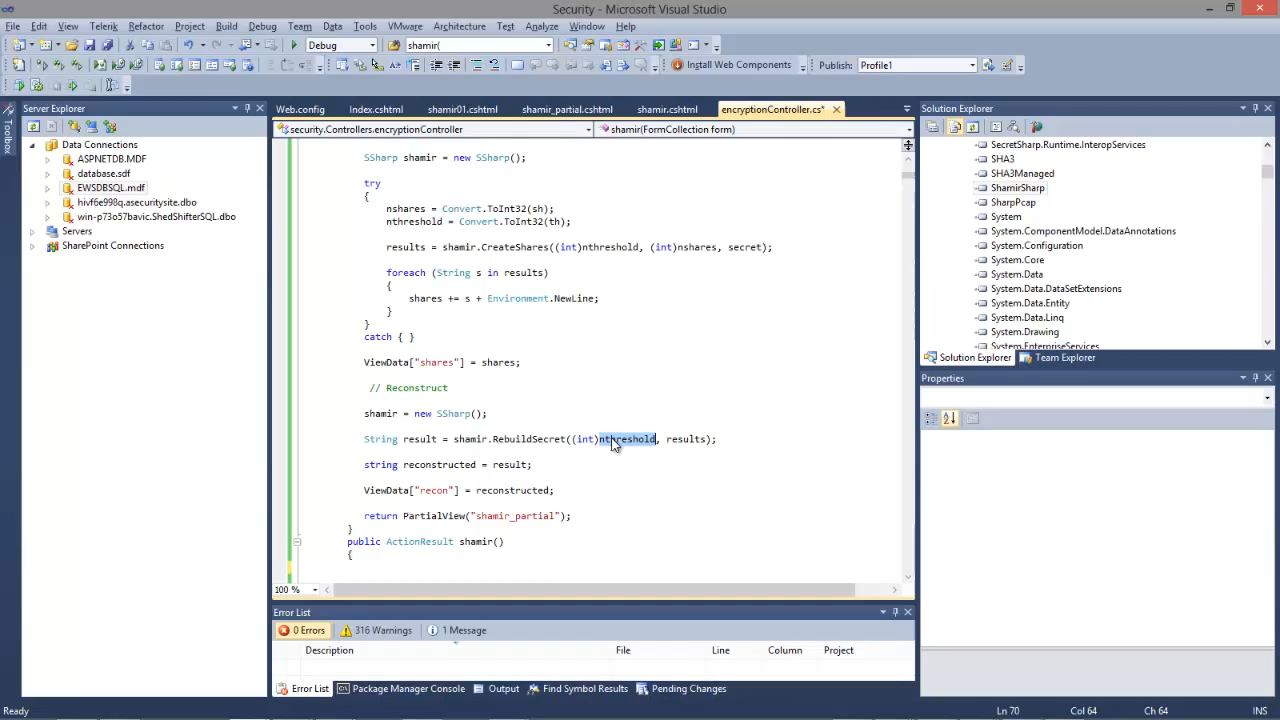 Security - Microsoft Visual Studio
File Edit View Telerik Refactor Project Build Debug Team Data Tools VMware Architecture Test Analyze Window Help
Debug shamir(
Install Web Components Publish: Profile1
Toolbox
Server Explorer
Data Connections
ASPNETDB.MDF
database.sdf
EWSDBSQL.mdf
hivf6e998q.asecuritysite.dbo
win-p73o57bavic.ShedShifterSQL.dbo
Servers
SharePoint Connections
Web.config Index.cshtml shamir01.cshtml shamir_partial.cshtml shamir.cshtml encryptionController.cs*
security.Controllers.encryptionController shamir(FormCollection form)
SSharp shamir = new SSharp();
try
{
nshares = Convert.ToInt32(sh);
nthreshold = Convert.ToInt32(th);
results = shamir.CreateShares((int)nthreshold, (int)nshares, secret);
foreach (String s in results)
{
shares += s + Environment.NewLine;
}
}
catch { }
ViewData["shares"] = shares;
// Reconstruct
shamir = new SSharp();
String result = shamir.RebuildSecret((int)nthreshold, results);
string reconstructed = result;
ViewData["recon"] = reconstructed;
return PartialView("shamir_partial");
}
public ActionResult shamir()
{
100 %
Error List
0 Errors 316 Warnings 1 Message
Description File Line Column Project
Error List Package Manager Console Output Find Symbol Results Pending Changes
Solution Explorer
SecretSharp.Runtime.InteropServices
SHA3
SHA3Managed
ShamirSharp
SharpPcap
System
System.ComponentModel.DataAnnotations
System.Configuration
System.Core
System.Data
System.Data.DataSetExtensions
System.Data.Entity
System.Data.Linq
System.Drawing
System.EnterpriseServices
Solution Explorer Team Explorer
Properties
Ready Ln 70 Col 64 Ch 64 INS